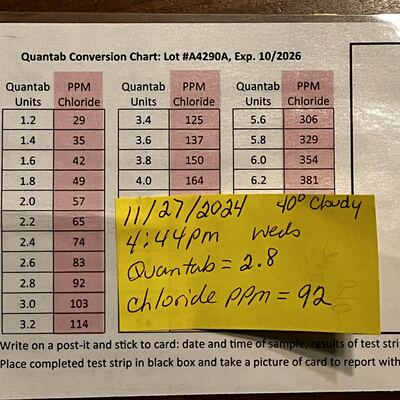 Quantab Conversion Chart: Lot #A4290A, Exp. 10/2026
Quantab Units PPM Chloride
1.2 29
1.4 35
1.6 42
1.8 49
2.0 57
2.2 65
2.4 74
2.6 83
2.8 92
3.0 103
3.2 114
Quantab Units PPM Chloride
3.4 125
3.6 137
3.8 150
4.0 164
Quantab Units PPM Chloride
5.6 306
5.8 329
6.0 354
6.2 381
11/27/2024 40° Cloudy
4:44pm Weds
Quantab = 2.8
Chloride PPM = 92
Write on a post-it and stick to card: date and time of sample, results of test stri
Place completed test strip in black box and take a picture of card to report with